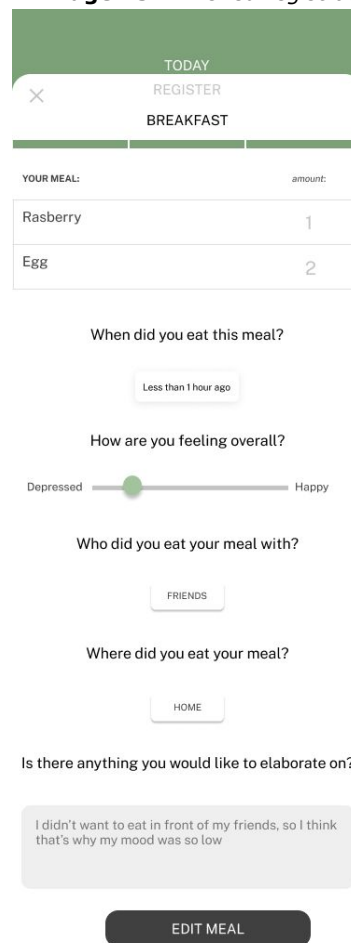 TODAY
REGISTER
BREAKFAST
YOUR MEAL: amount:
Rasberry 1
Egg 2
When did you eat this meal?
Less than 1 hour ago
How are you feeling overall?
Depressed Happy
Who did you eat your meal with?
FRIENDS
Where did you eat your meal?
HOME
Is there anything you would like to elaborate on?
I didn't want to eat in front of my friends, so I think
that's why my mood was so low
EDIT MEAL